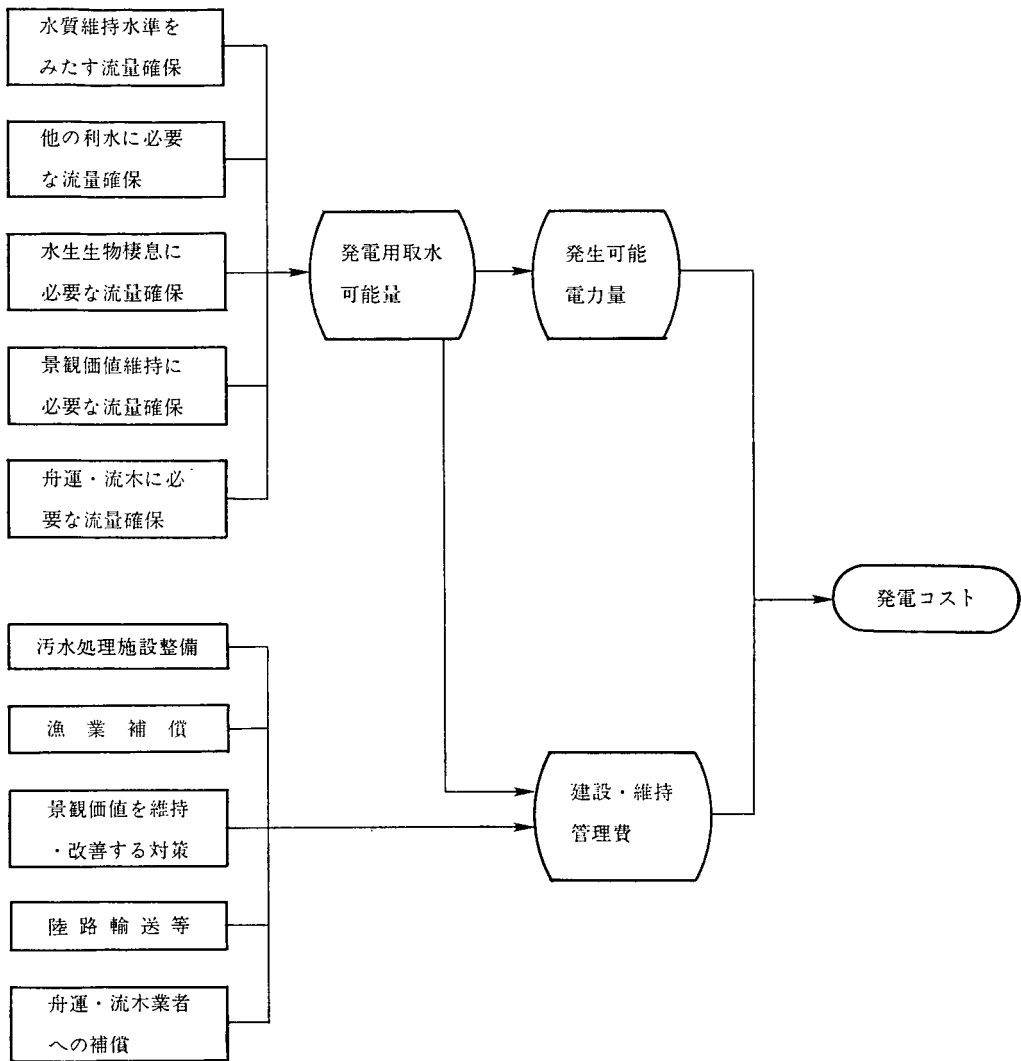 水質維持水準を
みたす流量確保
他の利水に必要
な流量確保
水生生物棲息に
必要な流量確保
景観価値維持に
必要な流量確保
舟運・流木に必
要な流量確保
発電用取水
可能量
発生可能
電力量
発電コスト
汚水処理施設整備
漁業補償
景観価値を維持
・改善する対策
陸路輸送等
舟運・流木業者
への補償
建設・維持
管理費